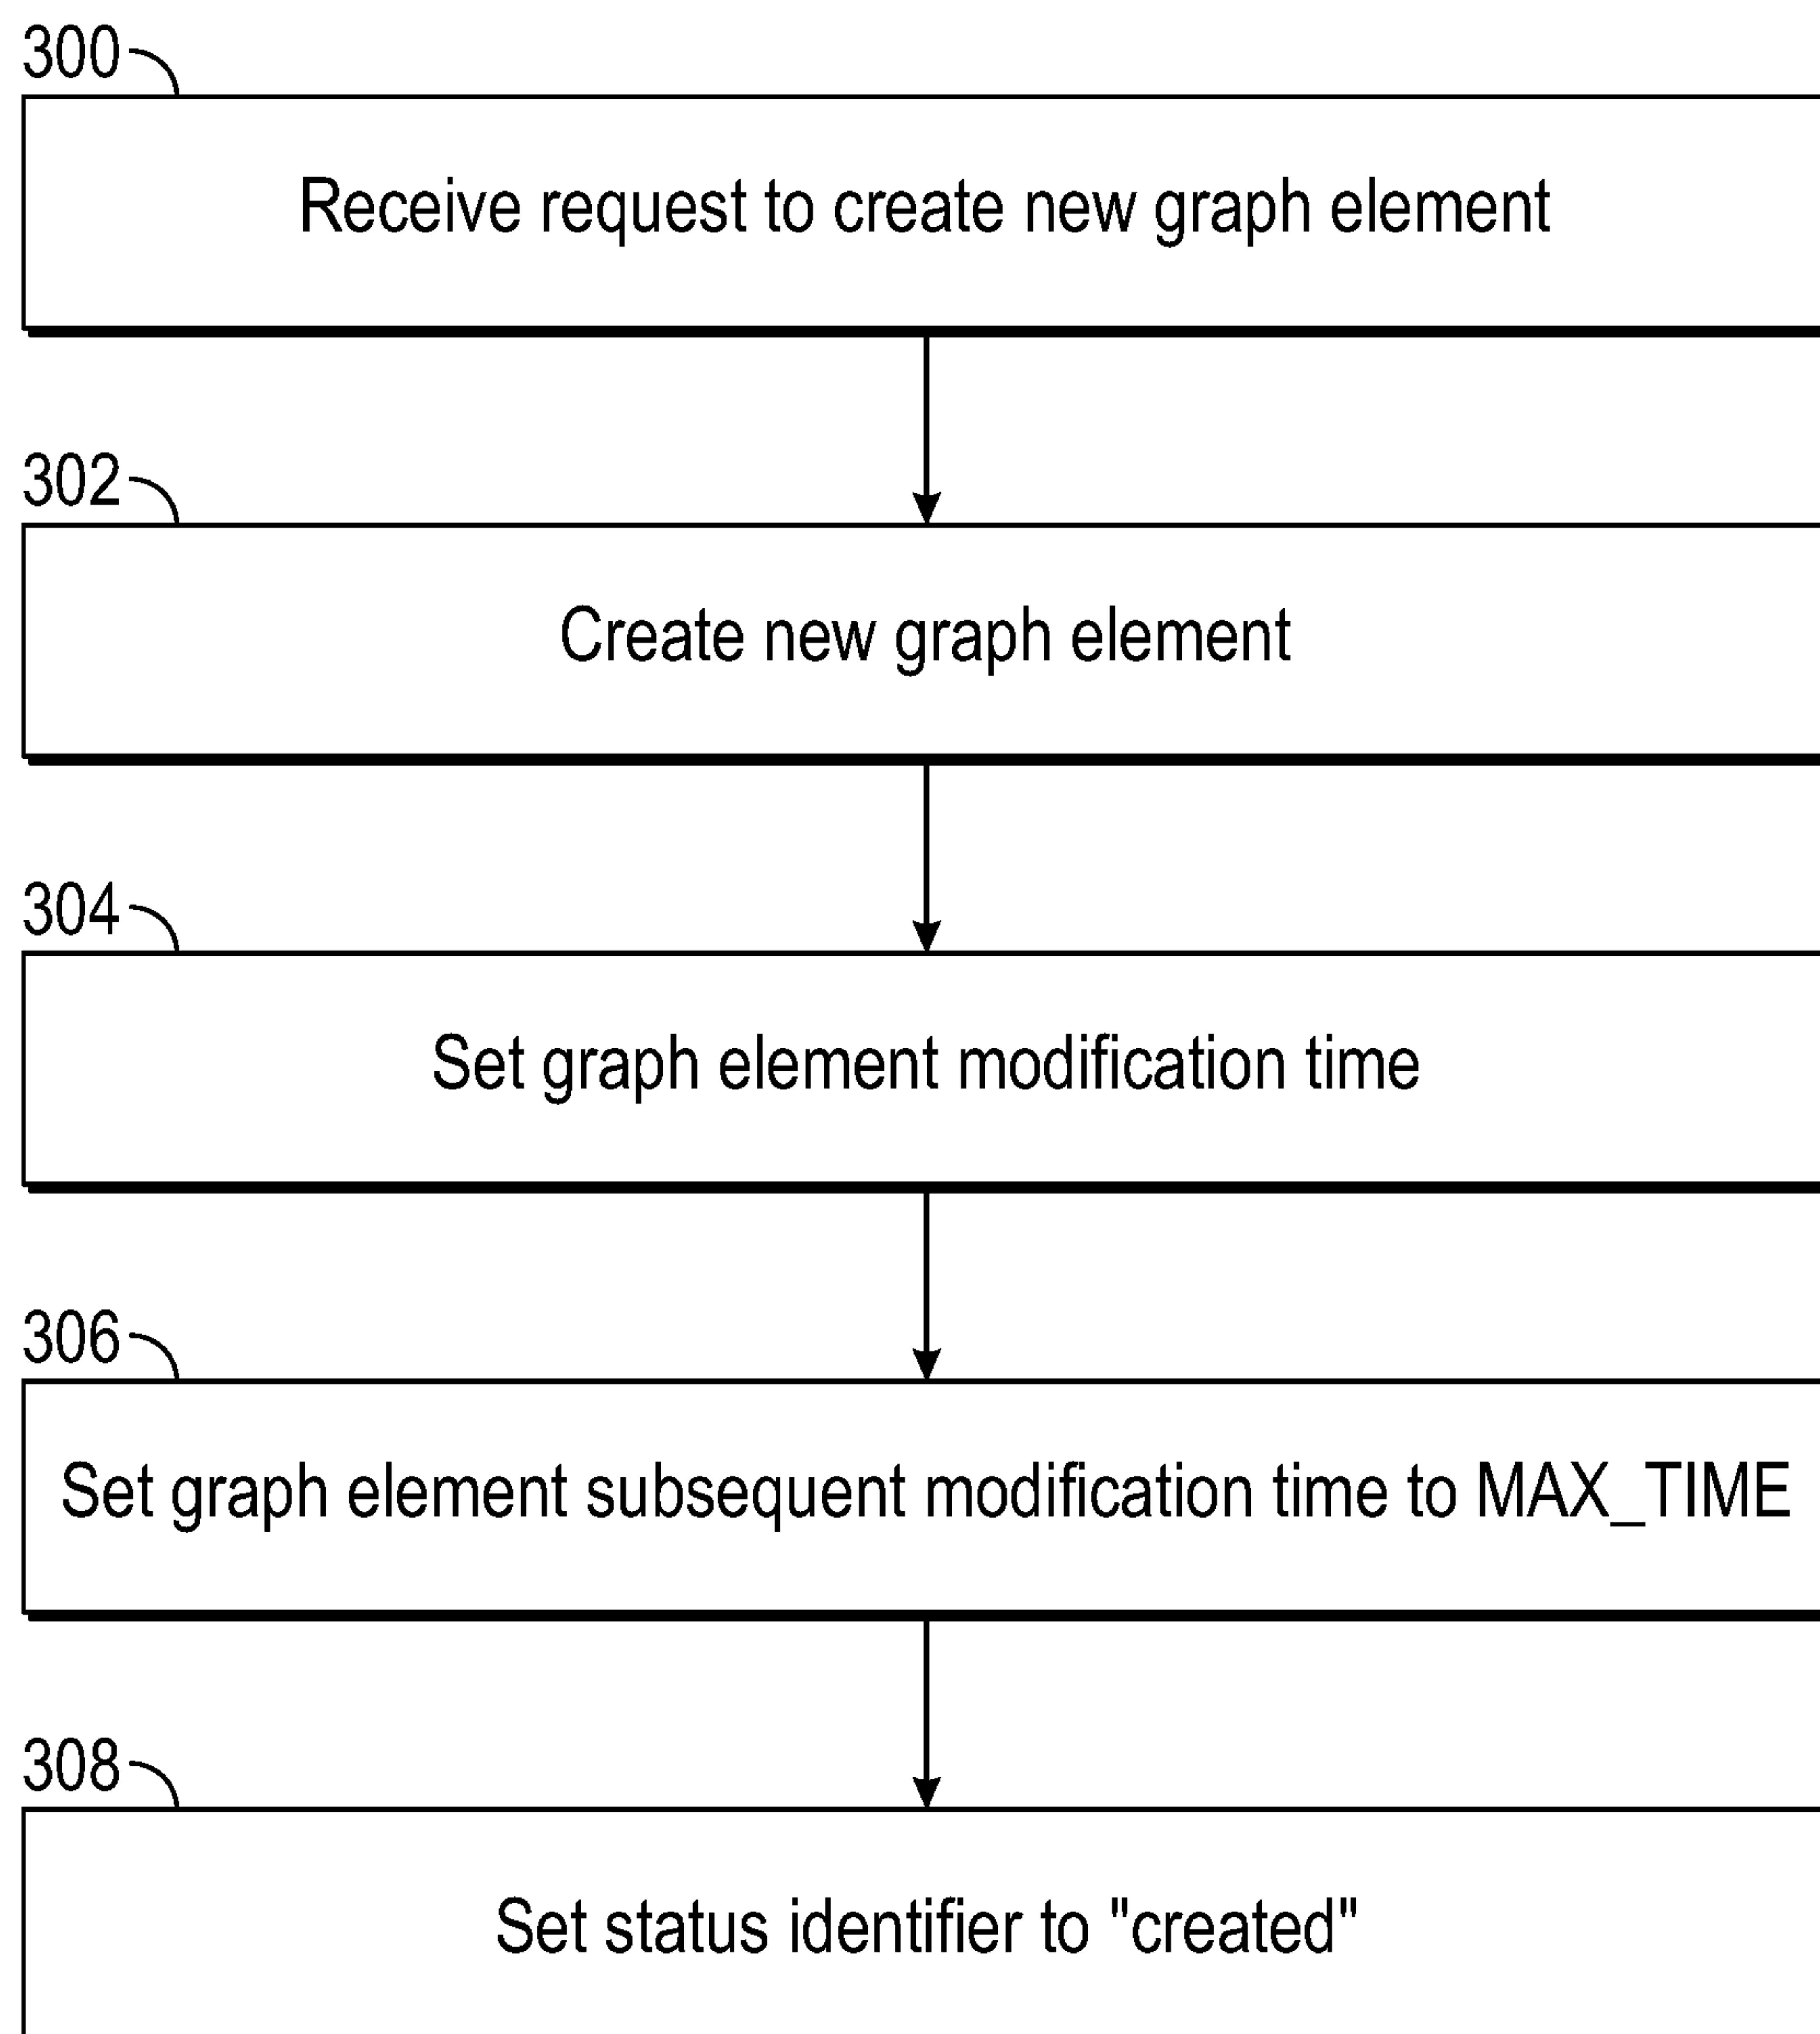 300
Receive request to create new graph element
302
Create new graph element
304
Set graph element modification time
306
Set graph element subsequent modification time to MAX_TIME
308
Set status identifier to "created"